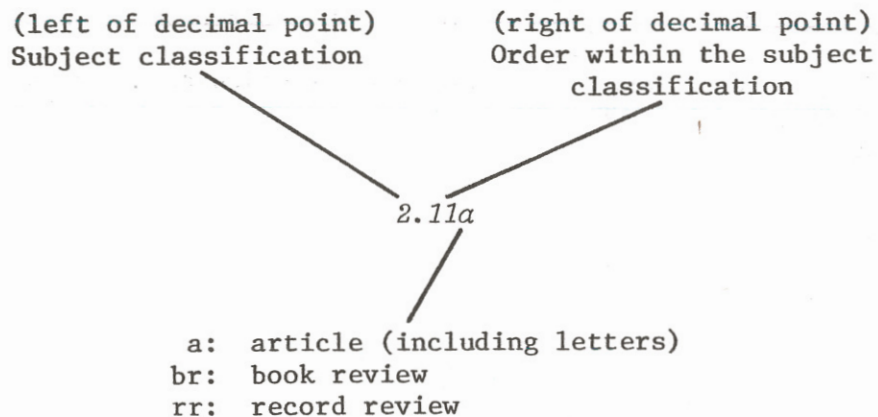 (left of decimal point)
Subject classification
(right of decimal point)
Order within the subject
classification
2.11a
a: article (including letters)
br: book review
rr: record review